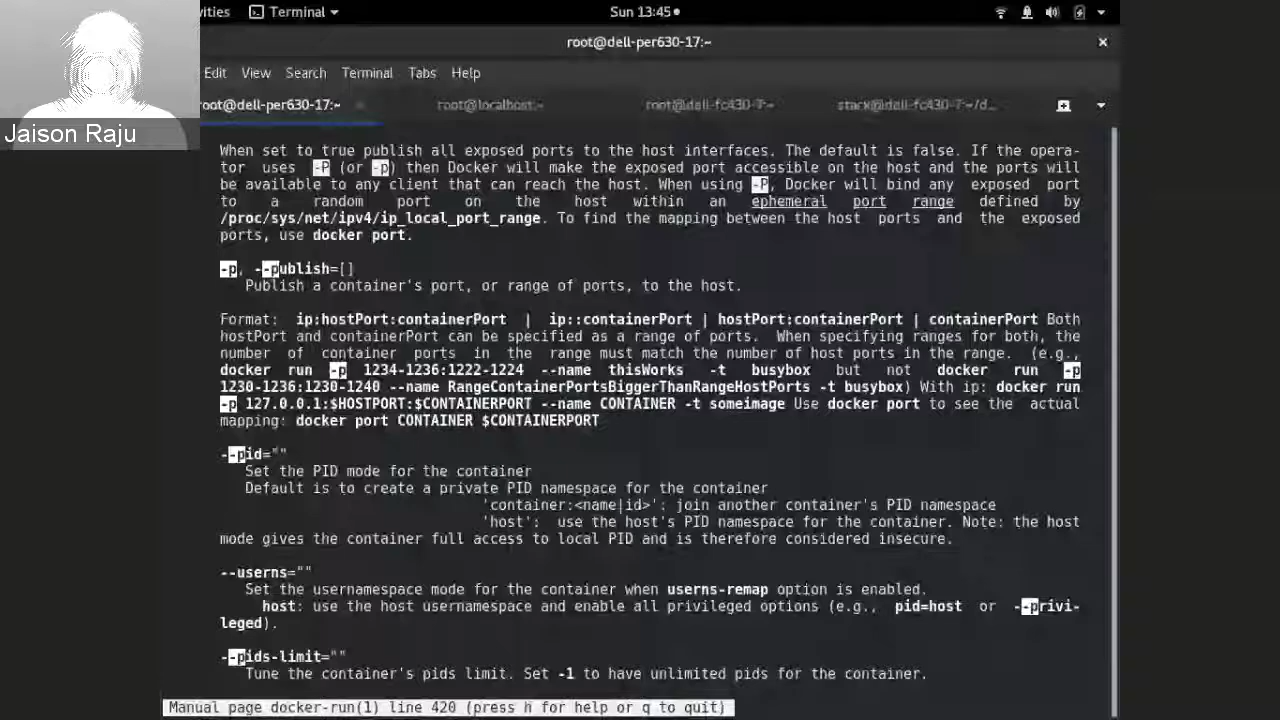 vities Terminal Sun 13:45
root@dell-per630-17:~
Edit View Search Terminal Tabs Help
root@dell-per630-17:~ root@localhost:~ root@dell-fc430-7:~ stack@dell-fc430-7:~/d...
Jaison Raju
When set to true publish all exposed ports to the host interfaces. The default is false. If the opera-
tor uses -P (or -p) then Docker will make the exposed port accessible on the host and the ports will
be available to any client that can reach the host. When using -P, Docker will bind any exposed port
to a random port on the host within an ephemeral port range defined by
/proc/sys/net/ipv4/ip_local_port_range. To find the mapping between the host ports and the exposed
ports, use docker port.
-p, --publish=[]
Publish a container's port, or range of ports, to the host.
Format: ip:hostPort:containerPort | ip::containerPort | hostPort:containerPort | containerPort Both
hostPort and containerPort can be specified as a range of ports. When specifying ranges for both, the
number of container ports in the range must match the number of host ports in the range. (e.g.,
docker run -p 1234-1236:1222-1224 --name thisWorks -t busybox but not docker run -p
1230-1236:1230-1240 --name RangeContainerPortsBiggerThanRangeHostPorts -t busybox) With ip: docker run
-p 127.0.0.1:$HOSTPORT:$CONTAINERPORT --name CONTAINER -t someimage Use docker port to see the actual
mapping: docker port CONTAINER $CONTAINERPORT
--pid=""
Set the PID mode for the container
Default is to create a private PID namespace for the container
'container:<name|id>': join another container's PID namespace
'host': use the host's PID namespace for the container. Note: the host
mode gives the container full access to local PID and is therefore considered insecure.
--userns=""
Set the usernamespace mode for the container when userns-remap option is enabled.
host: use the host usernamespace and enable all privileged options (e.g., pid=host or --privi-
leged).
--pids-limit=""
Tune the container's pids limit. Set -1 to have unlimited pids for the container.
Manual page docker-run(1) line 420 (press h for help or q to quit)